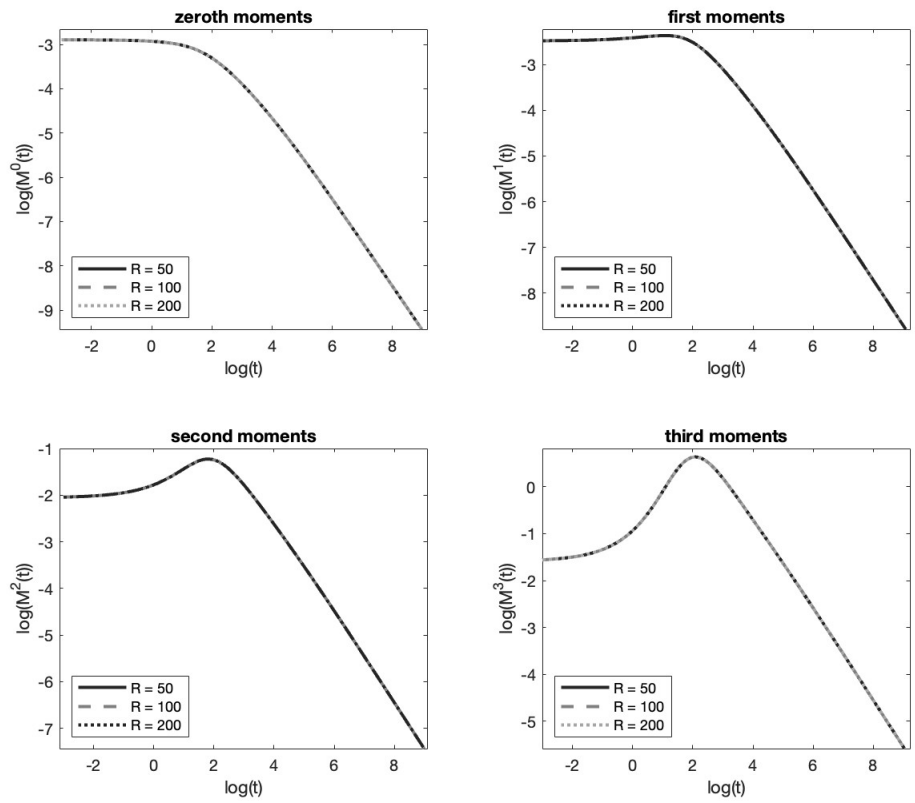 zeroth moments
log(M^0(t))
-3
-4
-5
-6
-7
-8
-9
R = 50
R = 100
R = 200
-2 0 2 4 6 8
log(t)
first moments
log(M^1(t))
-3
-4
-5
-6
-7
-8
R = 50
R = 100
R = 200
-2 0 2 4 6 8
log(t)
second moments
log(M^2(t))
-1
-2
-3
-4
-5
-6
-7
R = 50
R = 100
R = 200
-2 0 2 4 6 8
log(t)
third moments
log(M^3(t))
0
-1
-2
-3
-4
-5
R = 50
R = 100
R = 200
-2 0 2 4 6 8
log(t)